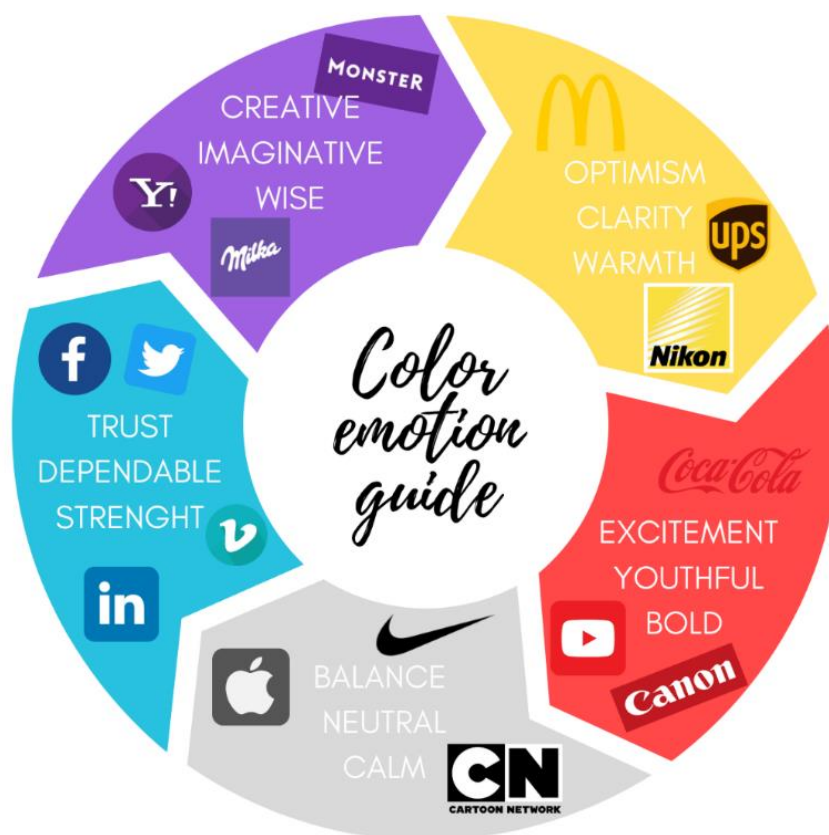 MONSTER
CREATIVE
IMAGINATIVE
WISE
Y!
Milka
M
OPTIMISM
CLARITY
WARMTH
ups
Nikon
Coca-Cola
EXCITEMENT
YOUTHFUL
BOLD
Canon
BALANCE
NEUTRAL
CALM
CN
CARTOON NETWORK
f
TRUST
DEPENDABLE
STRENGHT
v
in
Color
emotion
guide